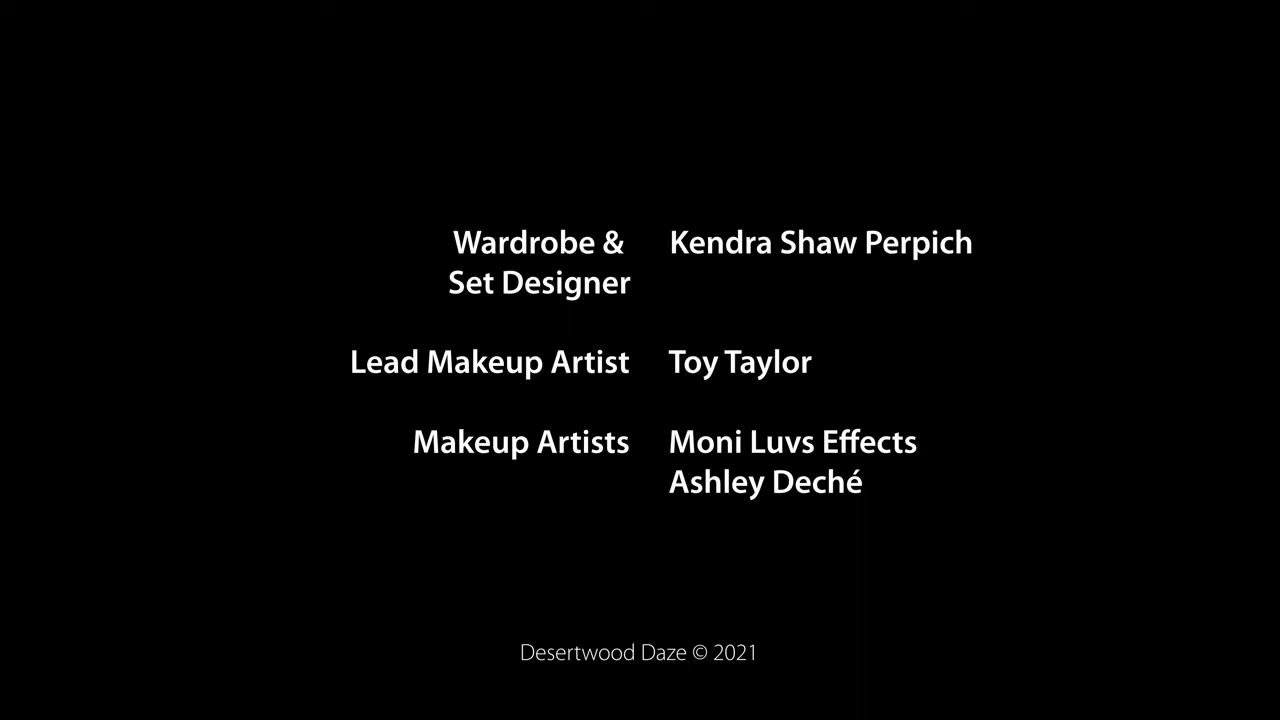 Wardrobe & Kendra Shaw Perpich
Set Designer
Lead Makeup Artist Toy Taylor
Makeup Artists Moni Luvs Effects
Ashley Deché
Desertwood Daze © 2021